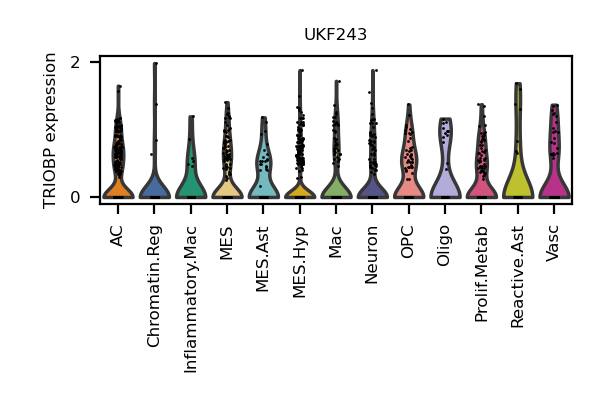 UKF243
TRIOBP expression
2
0
AC
Chromatin.Reg
Inflammatory.Mac
MES
MES.Ast
MES.Hyp
Mac
Neuron
OPC
Oligo
Prolif.Metab
Reactive.Ast
Vasc